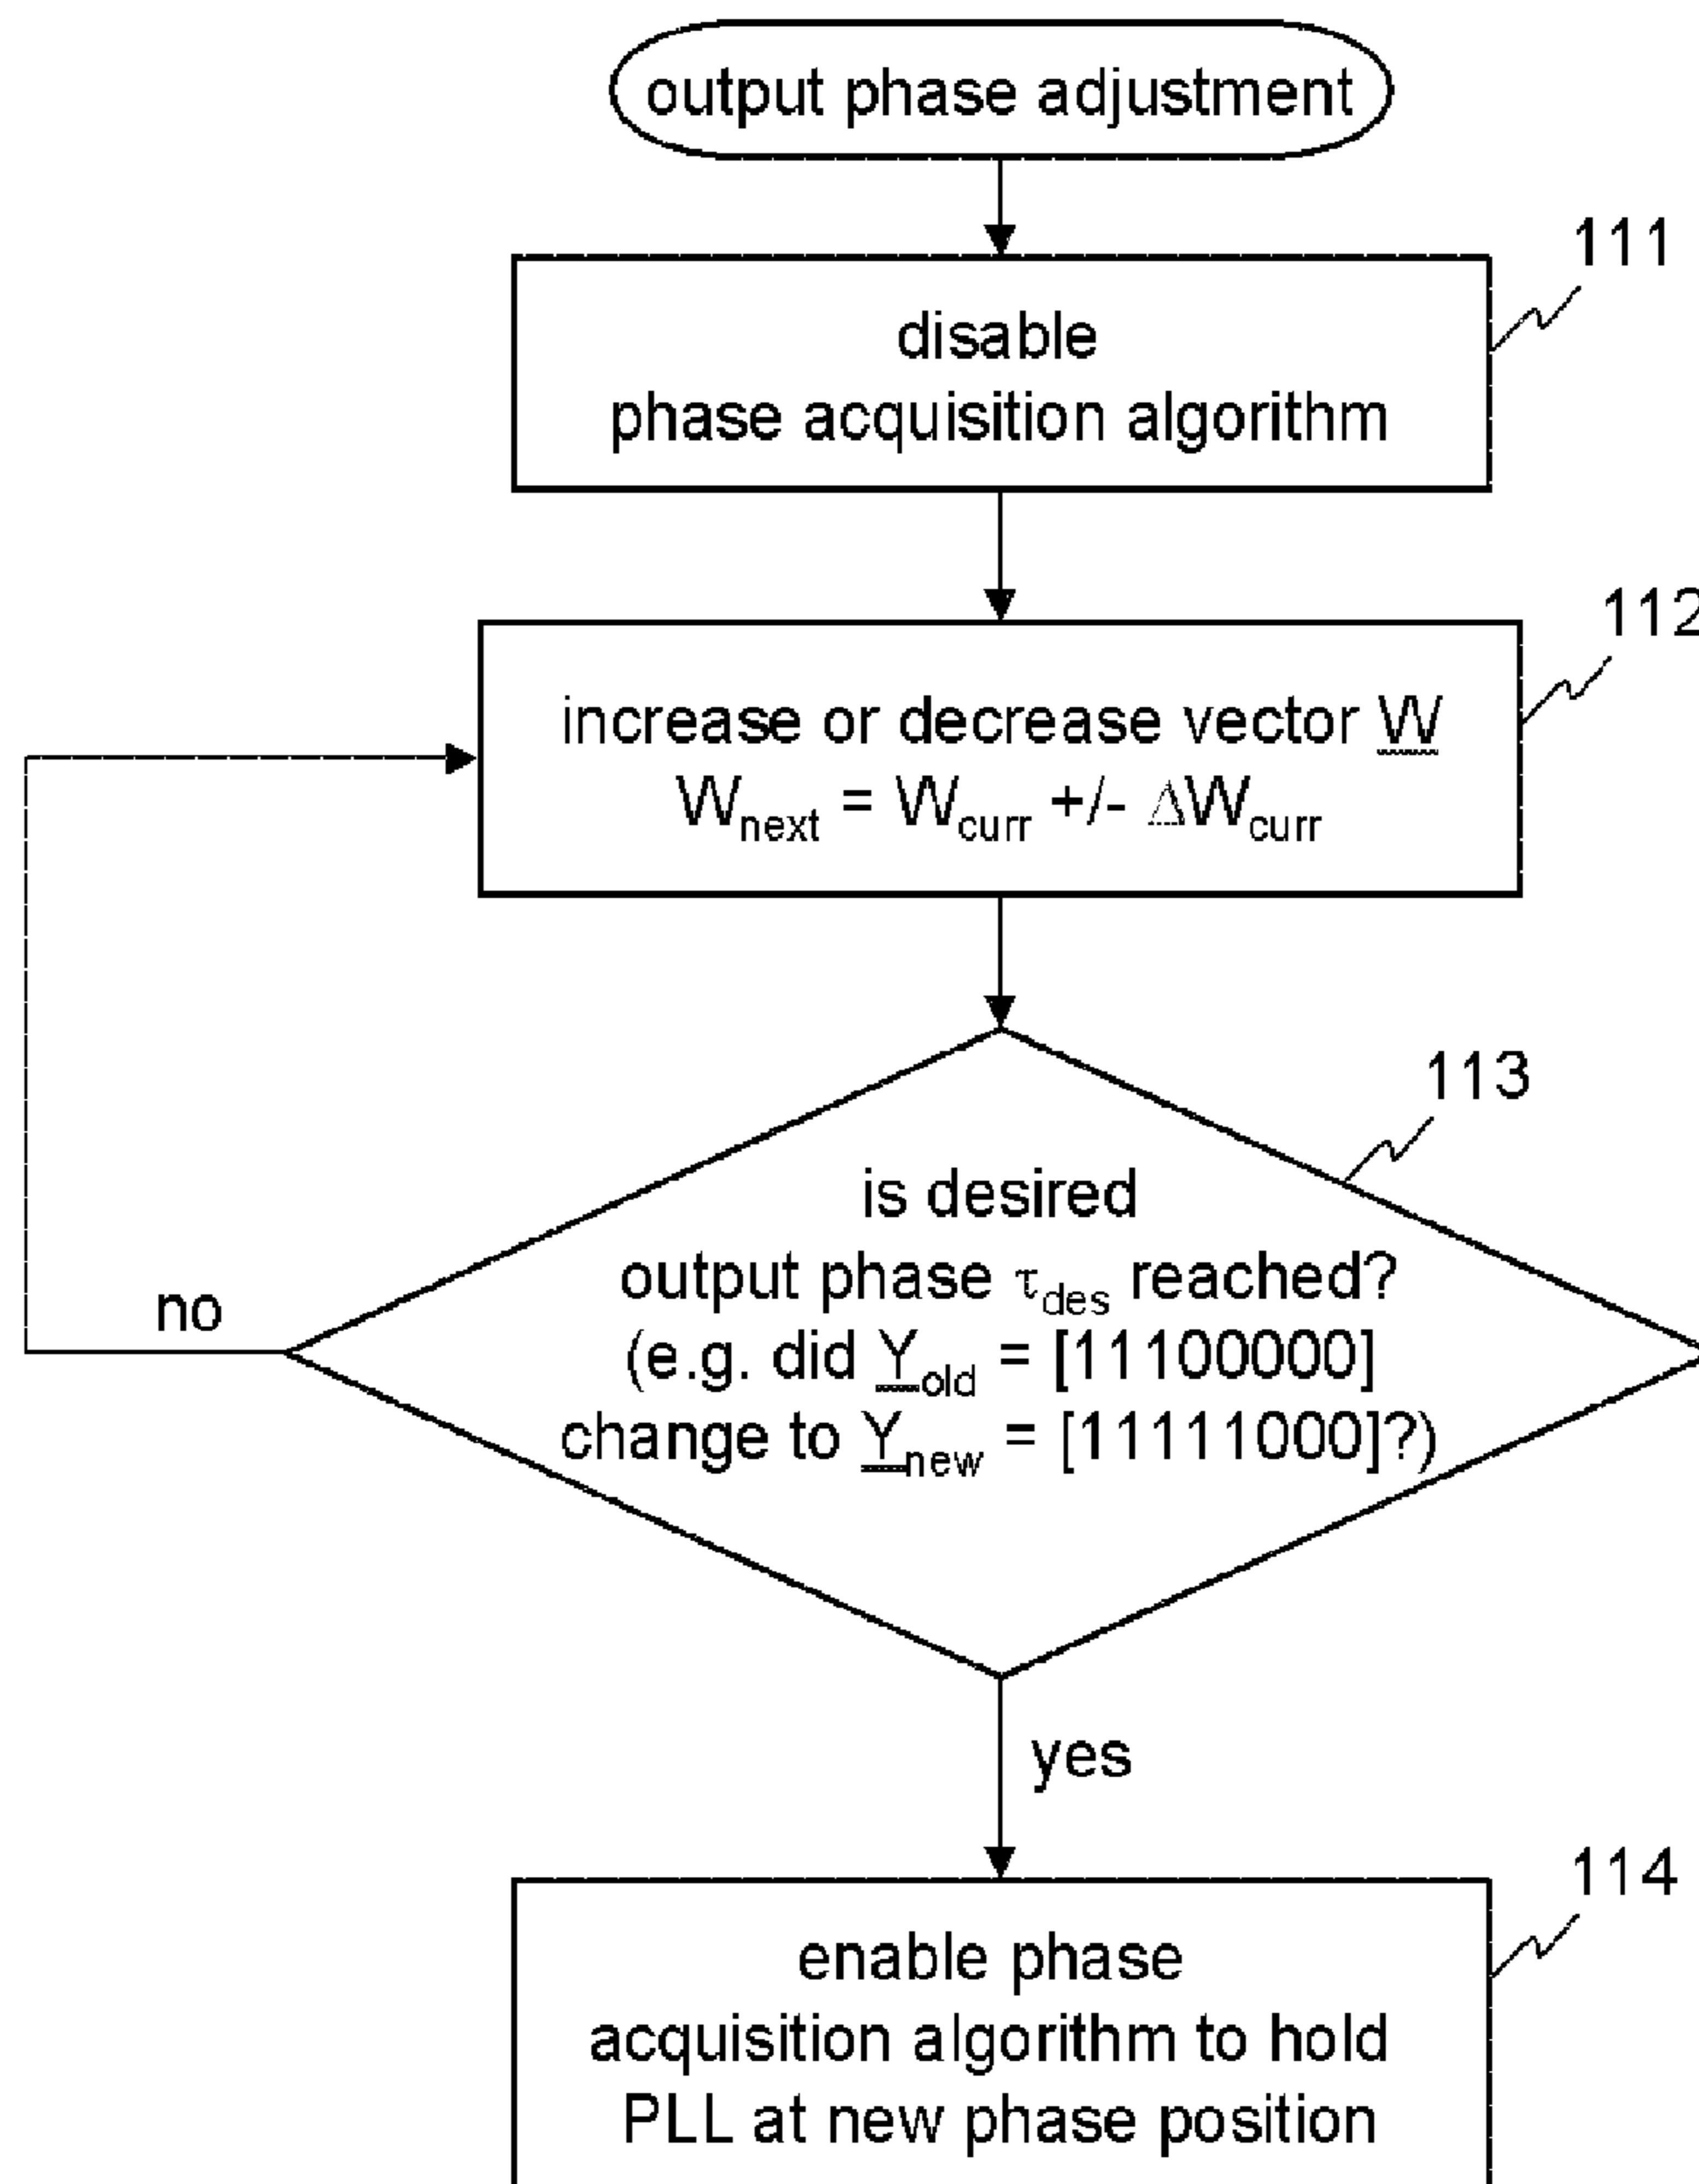 output phase adjustment
111
disable
phase acquisition algorithm
112
increase or decrease vector W
Wnext = Wcurr +/- ΔWcurr
113
is desired
output phase τdes reached?
(e.g. did Yold = [11100000]
change to Ynew = [11111000]?)
no
yes
114
enable phase
acquisition algorithm to hold
PLL at new phase position